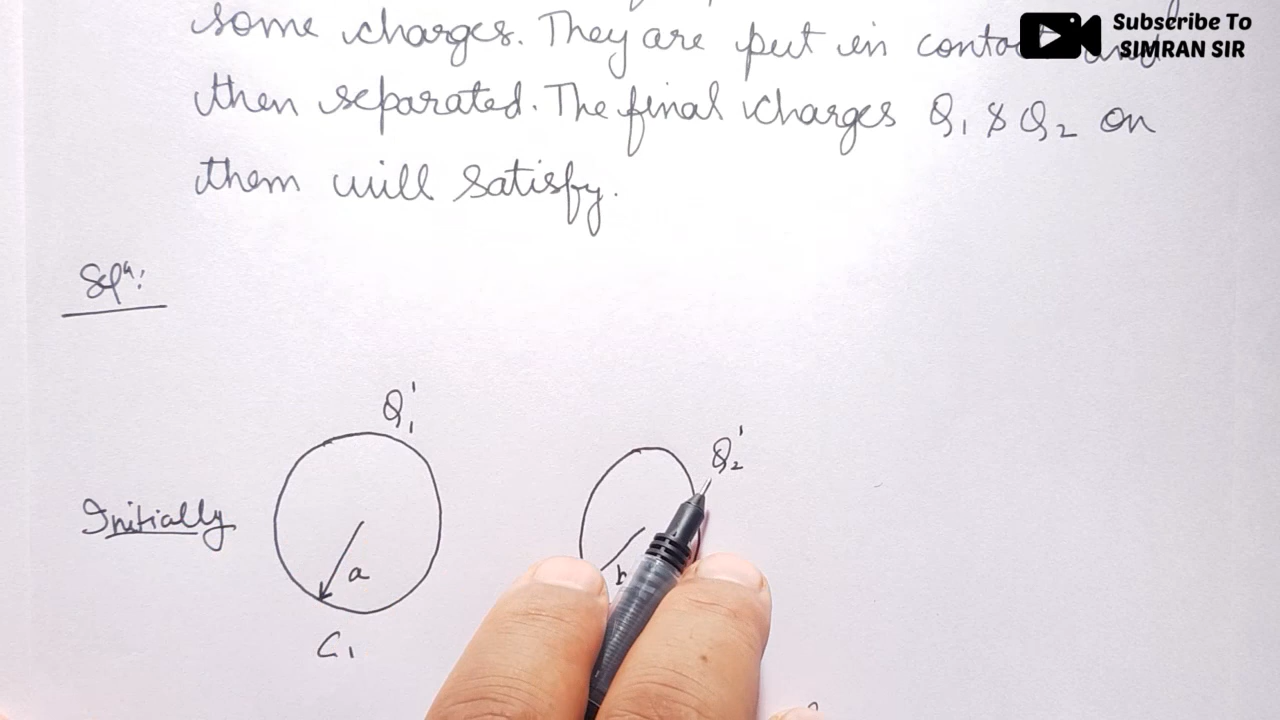 some charges. They are put in contact and
Subscribe To
SIMRAN SIR
then separated. The final charges Q₁ & Q₂ on
them will satisfy.
Solⁿ:
Q₁'
Q₂'
Initially
a
b
C₁